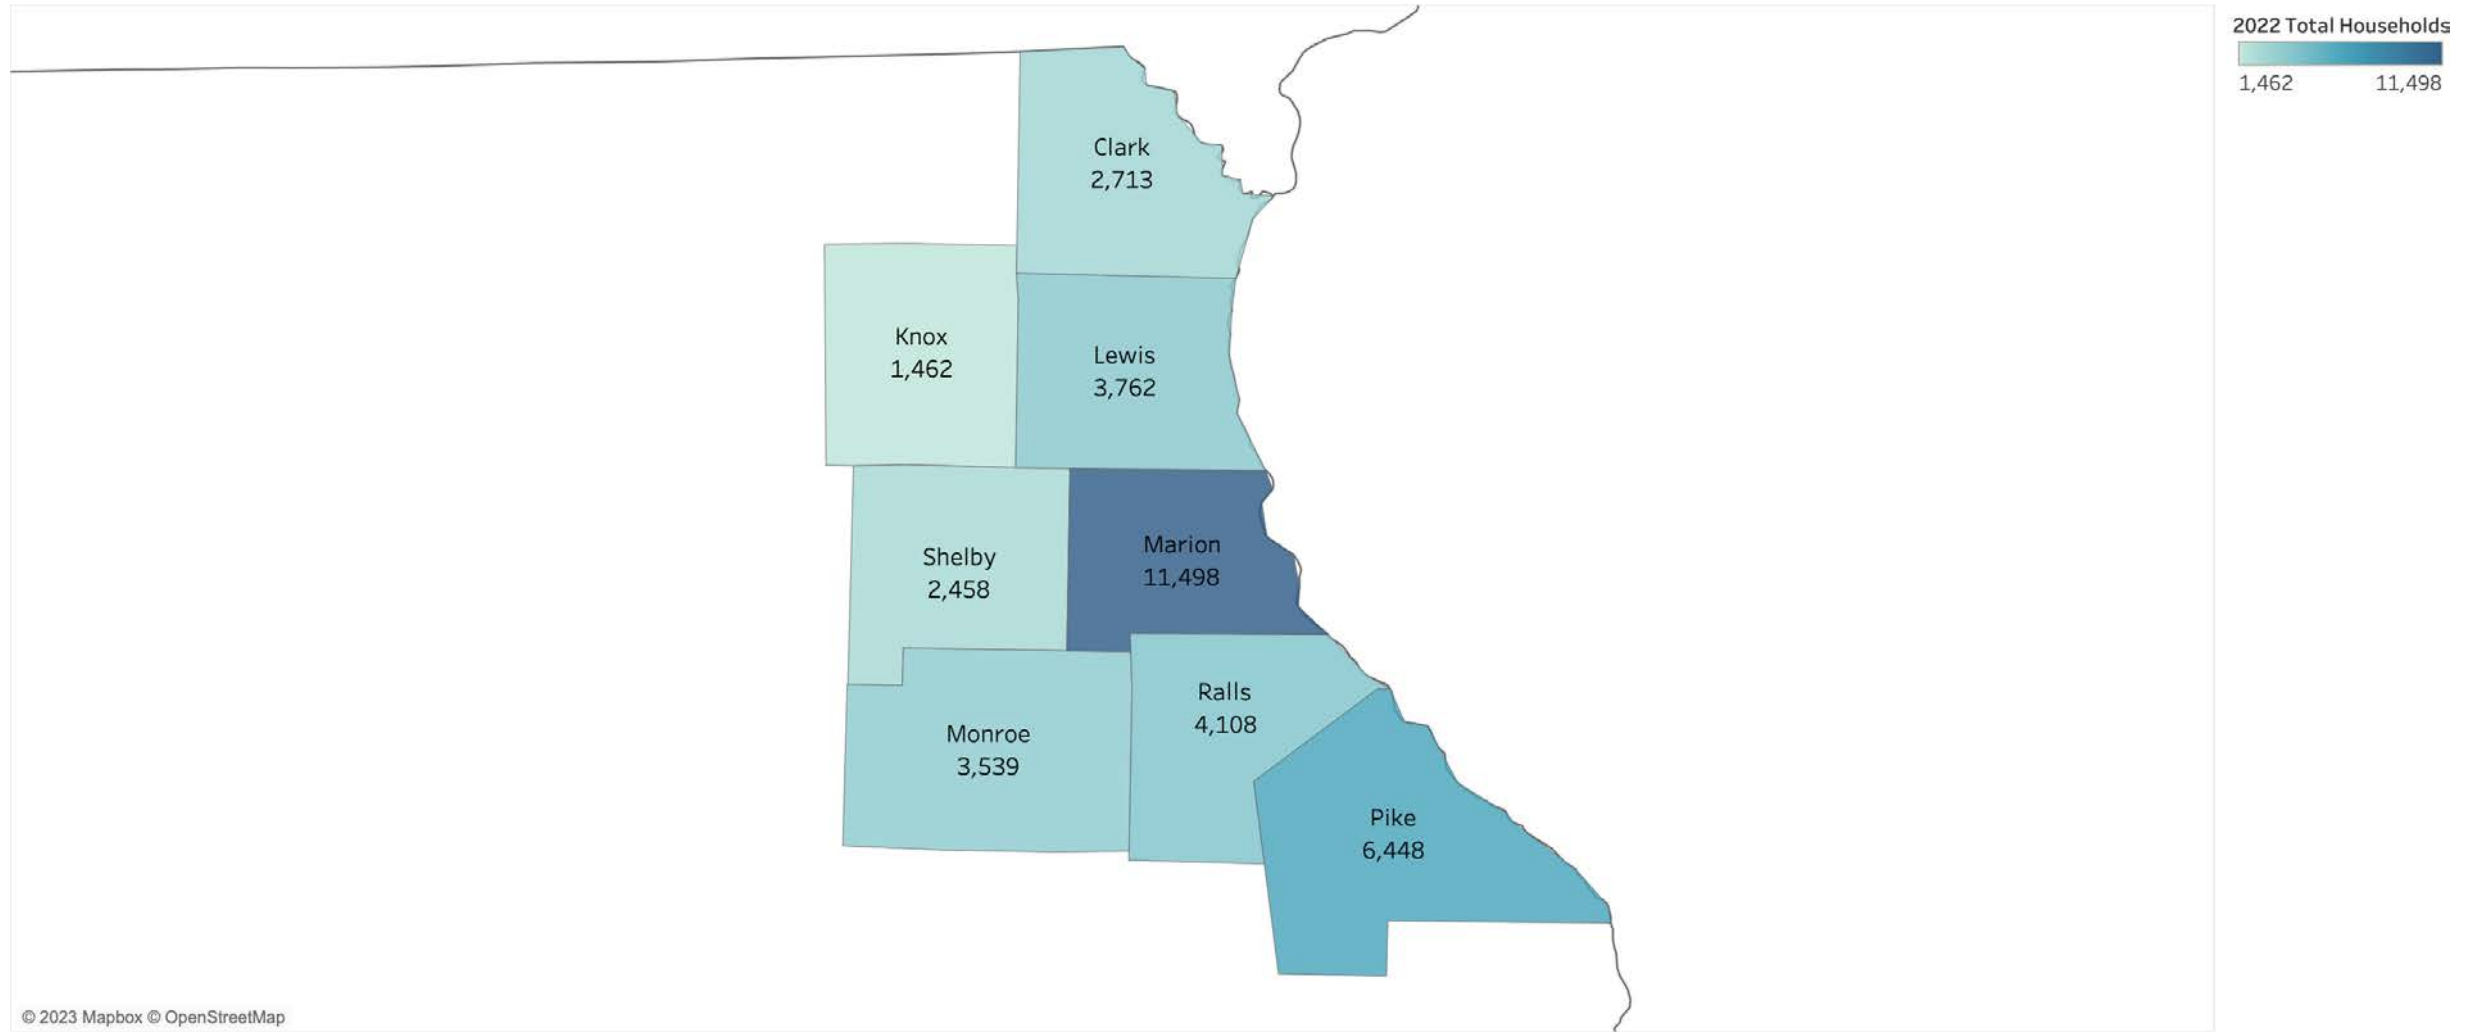 2022 Total Households
1,462 11,498
Clark
2,713
Knox
1,462
Lewis
3,762
Shelby
2,458
Marion
11,498
Ralls
4,108
Monroe
3,539
Pike
6,448
© 2023 Mapbox © OpenStreetMap